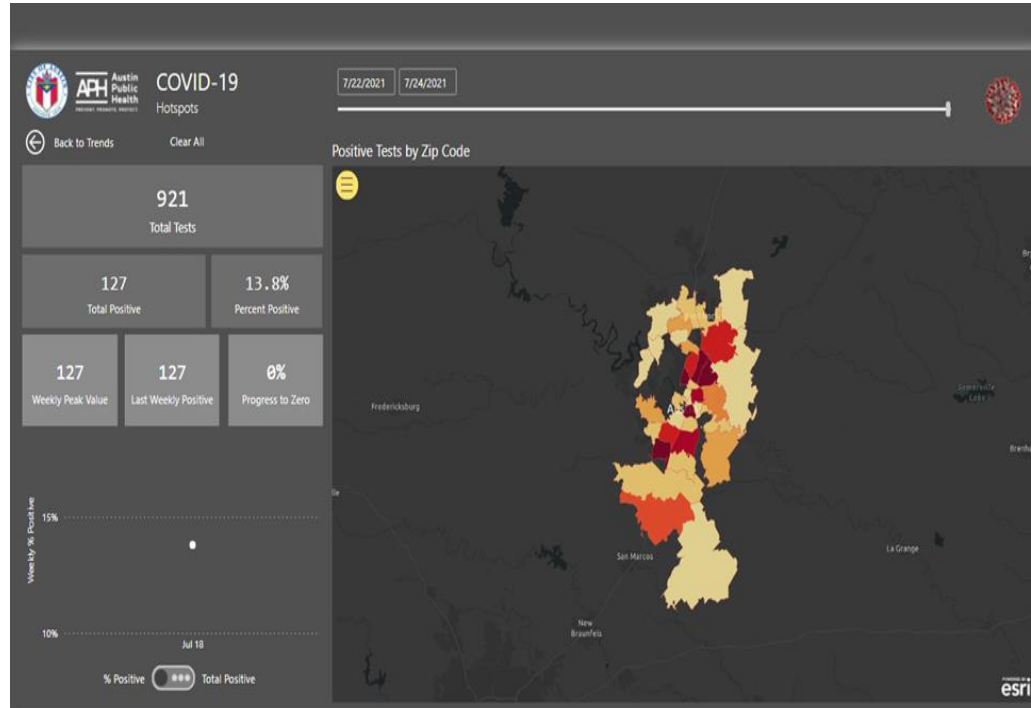 APH
Austin
Public
Health
COVID-19
Hotspots
7/22/2021
7/24/2021
Back to Trends
Clear All
Positive Tests by Zip Code
921
Total Tests
127
Total Positive
13.8%
Percent Positive
127
Weekly Peak Value
127
Last Weekly Positive
0%
Progress to Zero
Weekly % Positive
15%
10%
Jul 18
% Positive
Total Positive
Fredericksburg
San Marcos
New
Braunfels
La Grange
Brenh
esri